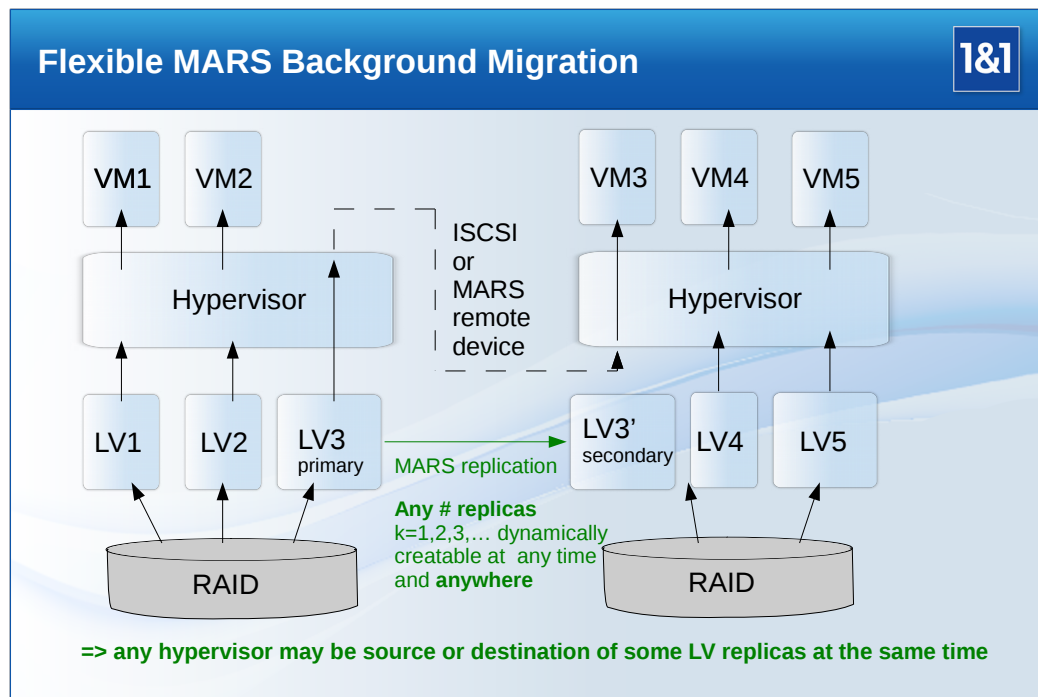 Flexible MARS Background Migration
1&1
VM1
VM2
VM3
VM4
VM5
ISCSI
or
MARS
remote
device
Hypervisor
Hypervisor
LV1
LV2
LV3
primary
LV3’
secondary
LV4
LV5
MARS replication
Any # replicas
k=1,2,3,… dynamically
creatable at any time
and anywhere
RAID
RAID
=> any hypervisor may be source or destination of some LV replicas at the same time